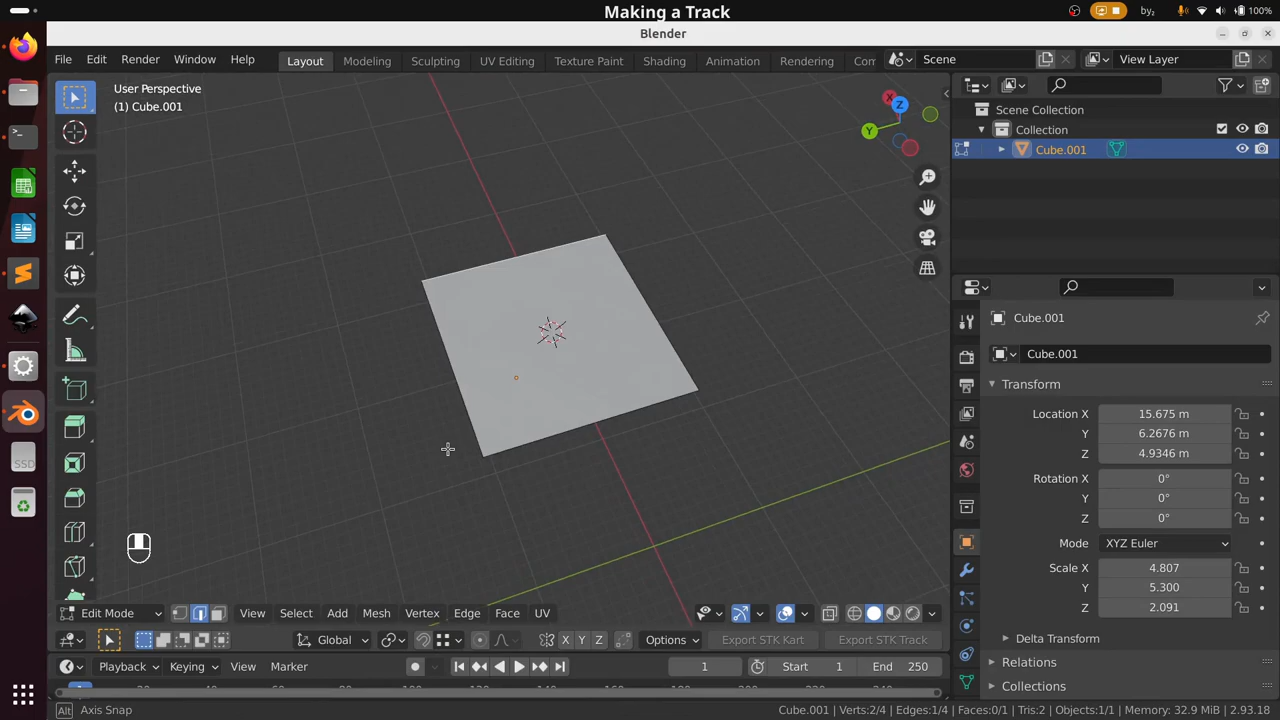 Making a Track
by₂
100%
Blender
File Edit Render Window Help
Layout Modeling Sculpting UV Editing Texture Paint Shading Animation Rendering Com
Scene
View Layer
User Perspective
(1) Cube.001
X
Y
Z
Scene Collection
Collection
Cube.001
Cube.001
Cube.001
Transform
Location X 15.675 m
Y 6.2676 m
Z 4.9346 m
Rotation X 0°
Y 0°
Z 0°
Mode XYZ Euler
Scale X 4.807
Y 5.300
Z 2.091
Delta Transform
Relations
Collections
SSD
Edit Mode View Select Add Mesh Vertex Edge Face UV
Global X Y Z Options Export STK Kart Export STK Track
Playback Keying View Marker 1 Start 1 End 250
Alt Axis Snap
Cube.001 | Verts:2/4 | Edges:1/4 | Faces:0/1 | Tris:2 | Objects:1/1 | Memory: 32.9 MiB | 2.93.18